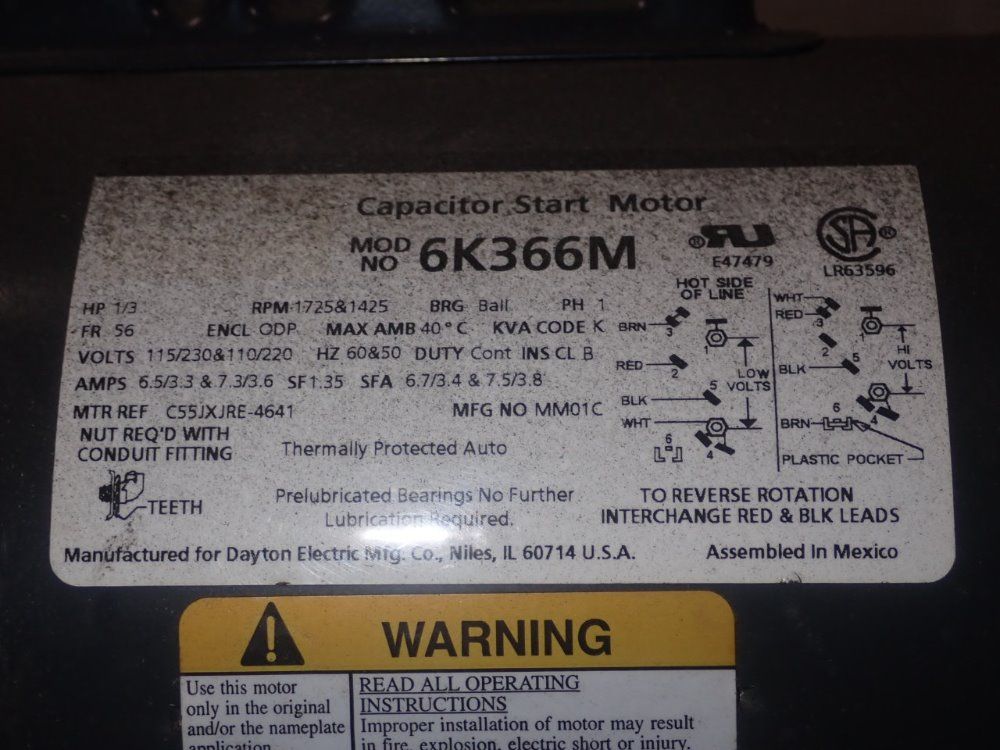 Capacitor Start Motor
MOD NO 6K366M
E47479
LR63596
HP 1/3 RPM 1725&1425 BRG Ball PH 1
FR 56 ENCL ODP MAX AMB 40°C KVA CODE K
VOLTS 115/230&110/220 HZ 60&50 DUTY Cont INS CL B
AMPS 6.5/3.3 & 7.3/3.6 SF 1.35 SFA 6.7/3.4 & 7.5/3.8
MTR REF C55JXJRE-4641 MFG NO MM01C
NUT REQ'D WITH
CONDUIT FITTING
Thermally Protected Auto
TEETH
Prelubricated Bearings No Further
Lubrication Required.
HOT SIDE
OF LINE
BRN 3 1
RED 2
LOW
VOLTS
BLK 5
WHT
6 4
WHT
RED 3 1
2
HI
VOLTS
BLK 5
4
BRN 6
PLASTIC POCKET
TO REVERSE ROTATION
INTERCHANGE RED & BLK LEADS
Manufactured for Dayton Electric Mfg. Co., Niles, IL 60714 U.S.A. Assembled In Mexico
WARNING
Use this motor
only in the original
and/or the nameplate
application
READ ALL OPERATING
INSTRUCTIONS
Improper installation of motor may result
in fire, explosion, electric short or injury.